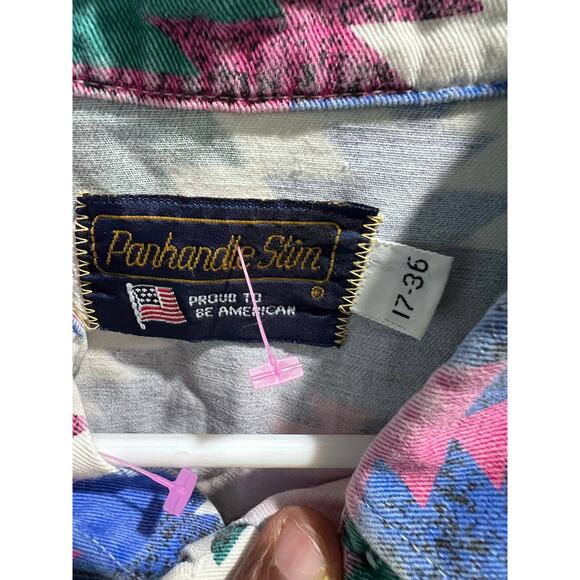 Panhandle Slim
®
PROUD TO
BE AMERICAN
17-36